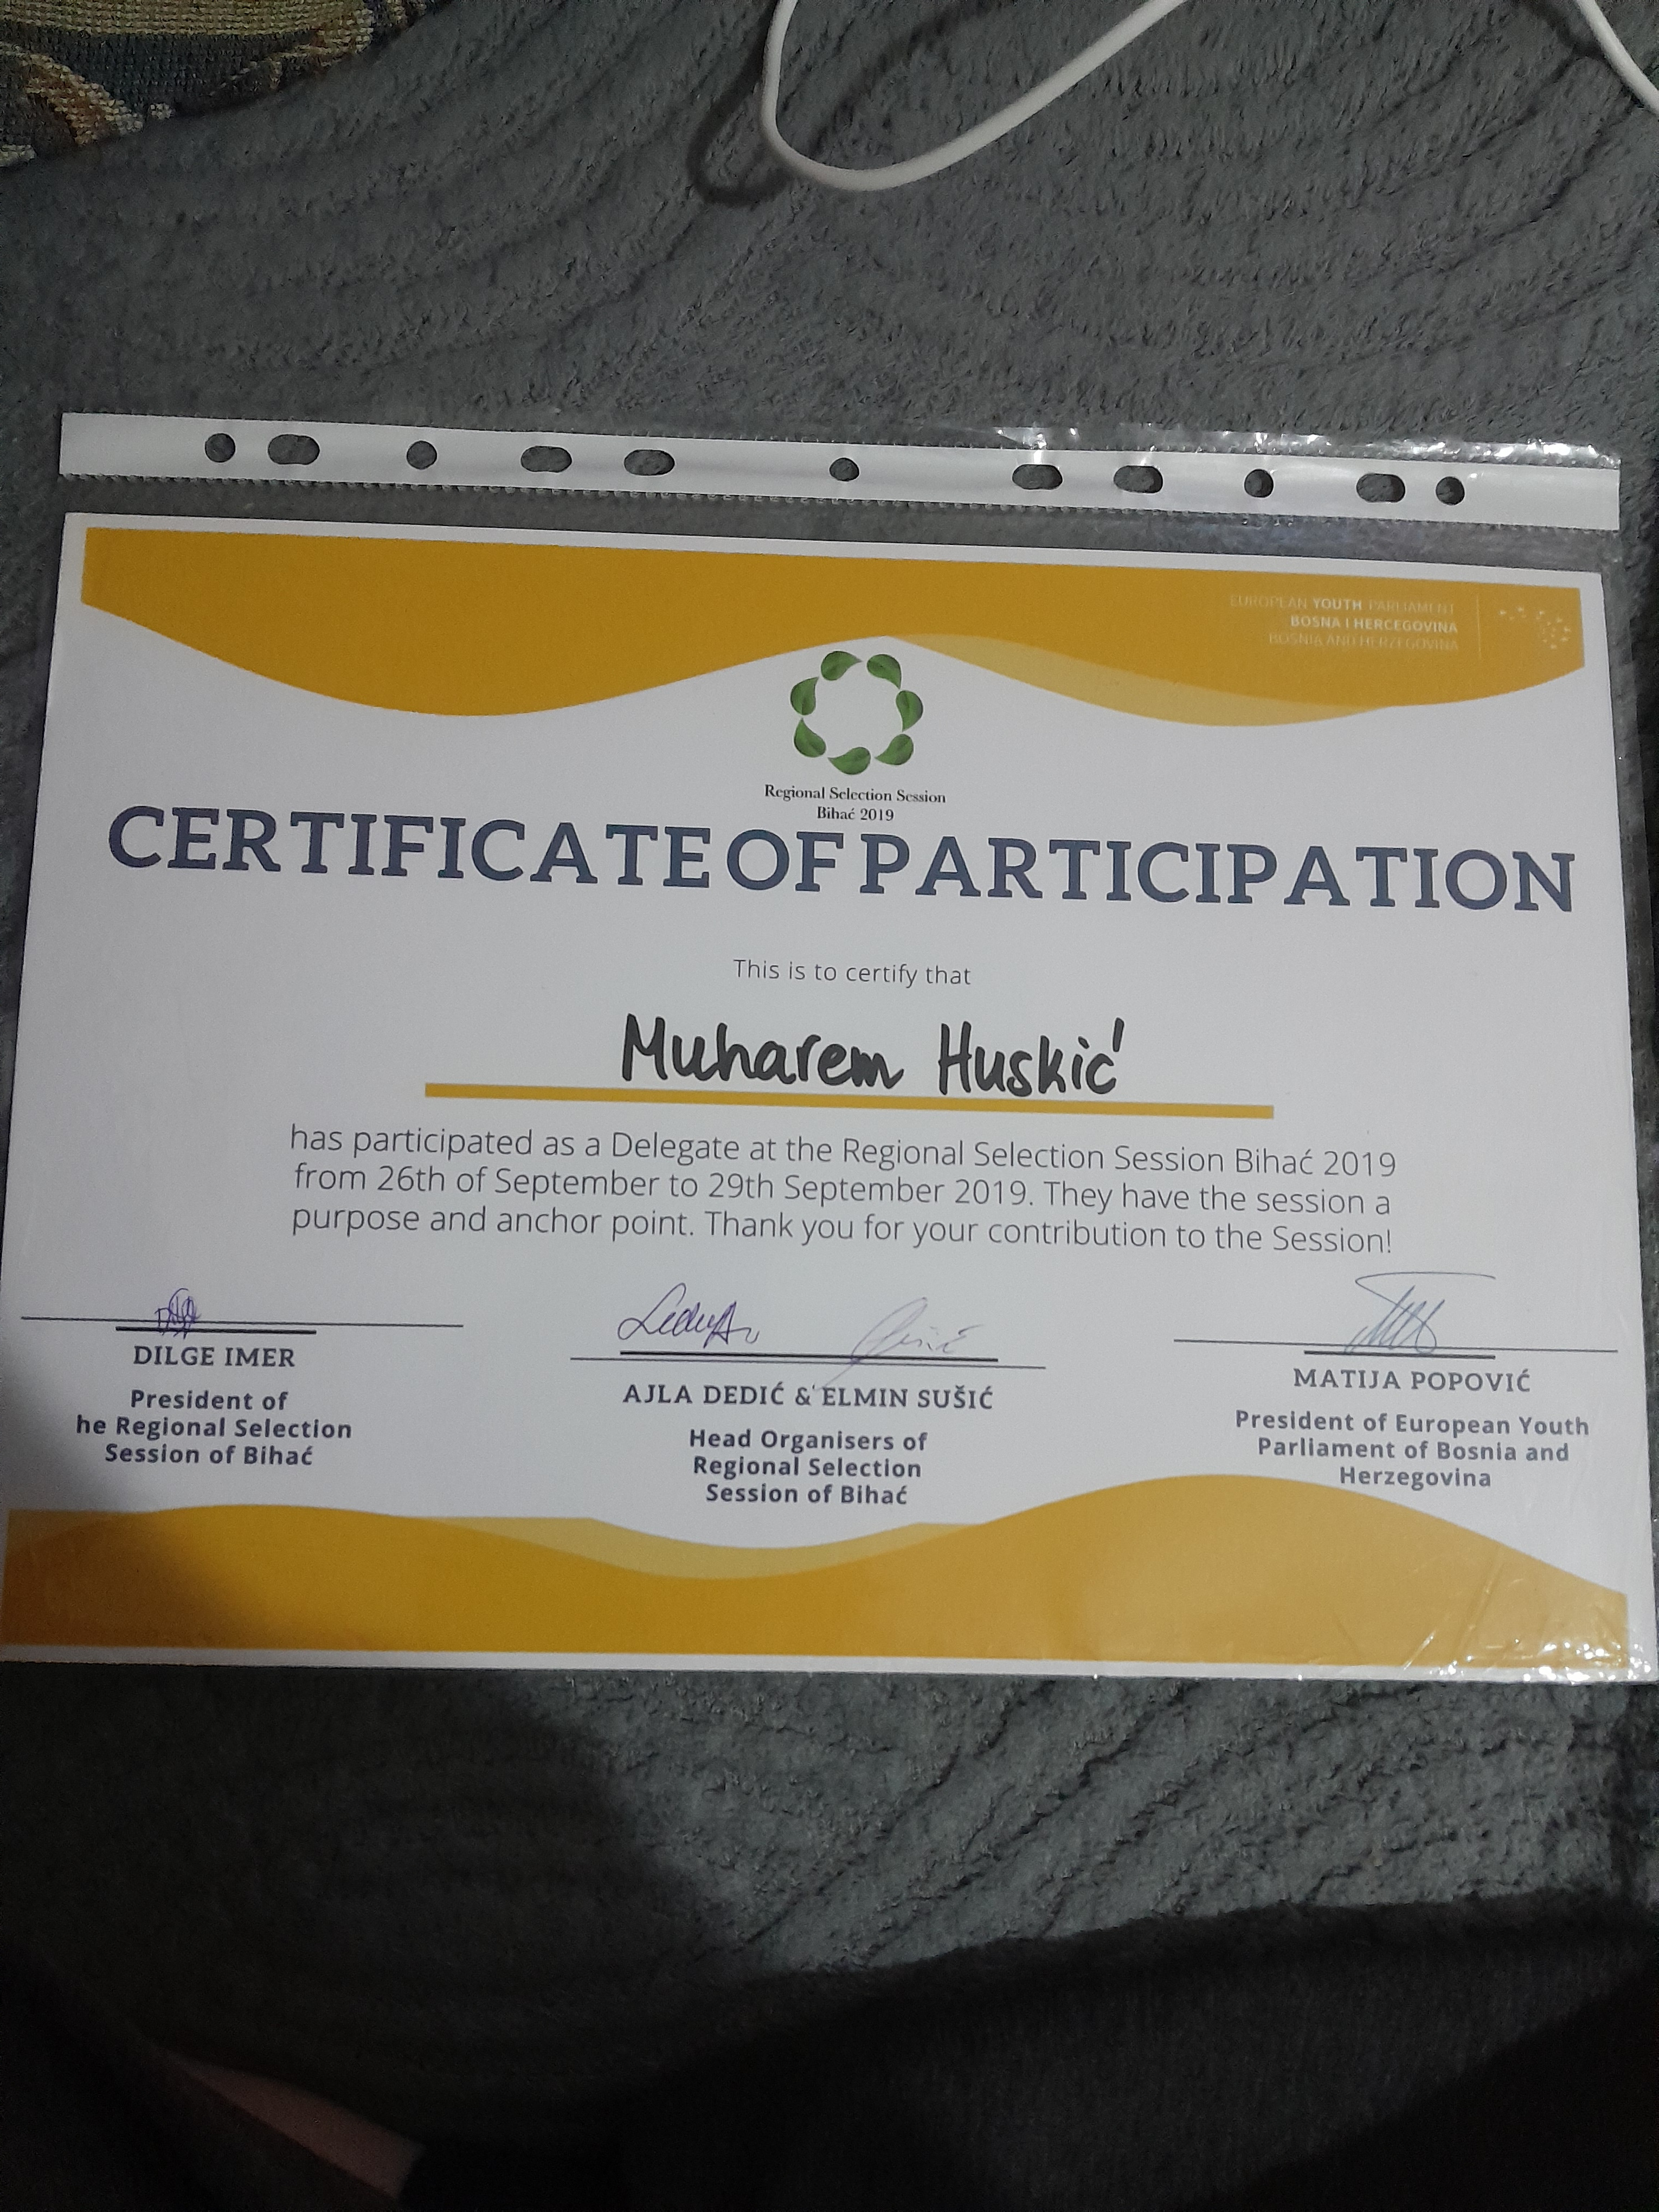 EUROPEAN YOUTH PARLIAMENT
BOSNA I HERCEGOVINA
BOSNIA AND HERZEGOVINA
Regional Selection Session
Bihać 2019
CERTIFICATE OF PARTICIPATION
This is to certify that
Muharem Huskić
has participated as a Delegate at the Regional Selection Session Bihać 2019
from 26th of September to 29th September 2019. They have the session a
purpose and anchor point. Thank you for your contribution to the Session!
DILGE IMER
President of
he Regional Selection
Session of Bihać
AJLA DEDIĆ & ELMIN SUŠIĆ
Head Organisers of
Regional Selection
Session of Bihać
MATIJA POPOVIĆ
President of European Youth
Parliament of Bosnia and
Herzegovina